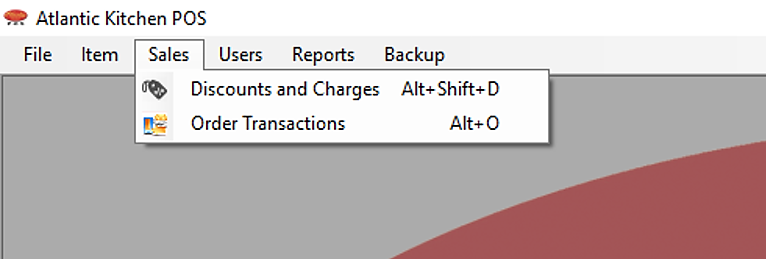 Atlantic Kitchen POS
File Item Sales Users Reports Backup
Discounts and Charges Alt+Shift+D
Order Transactions Alt+O